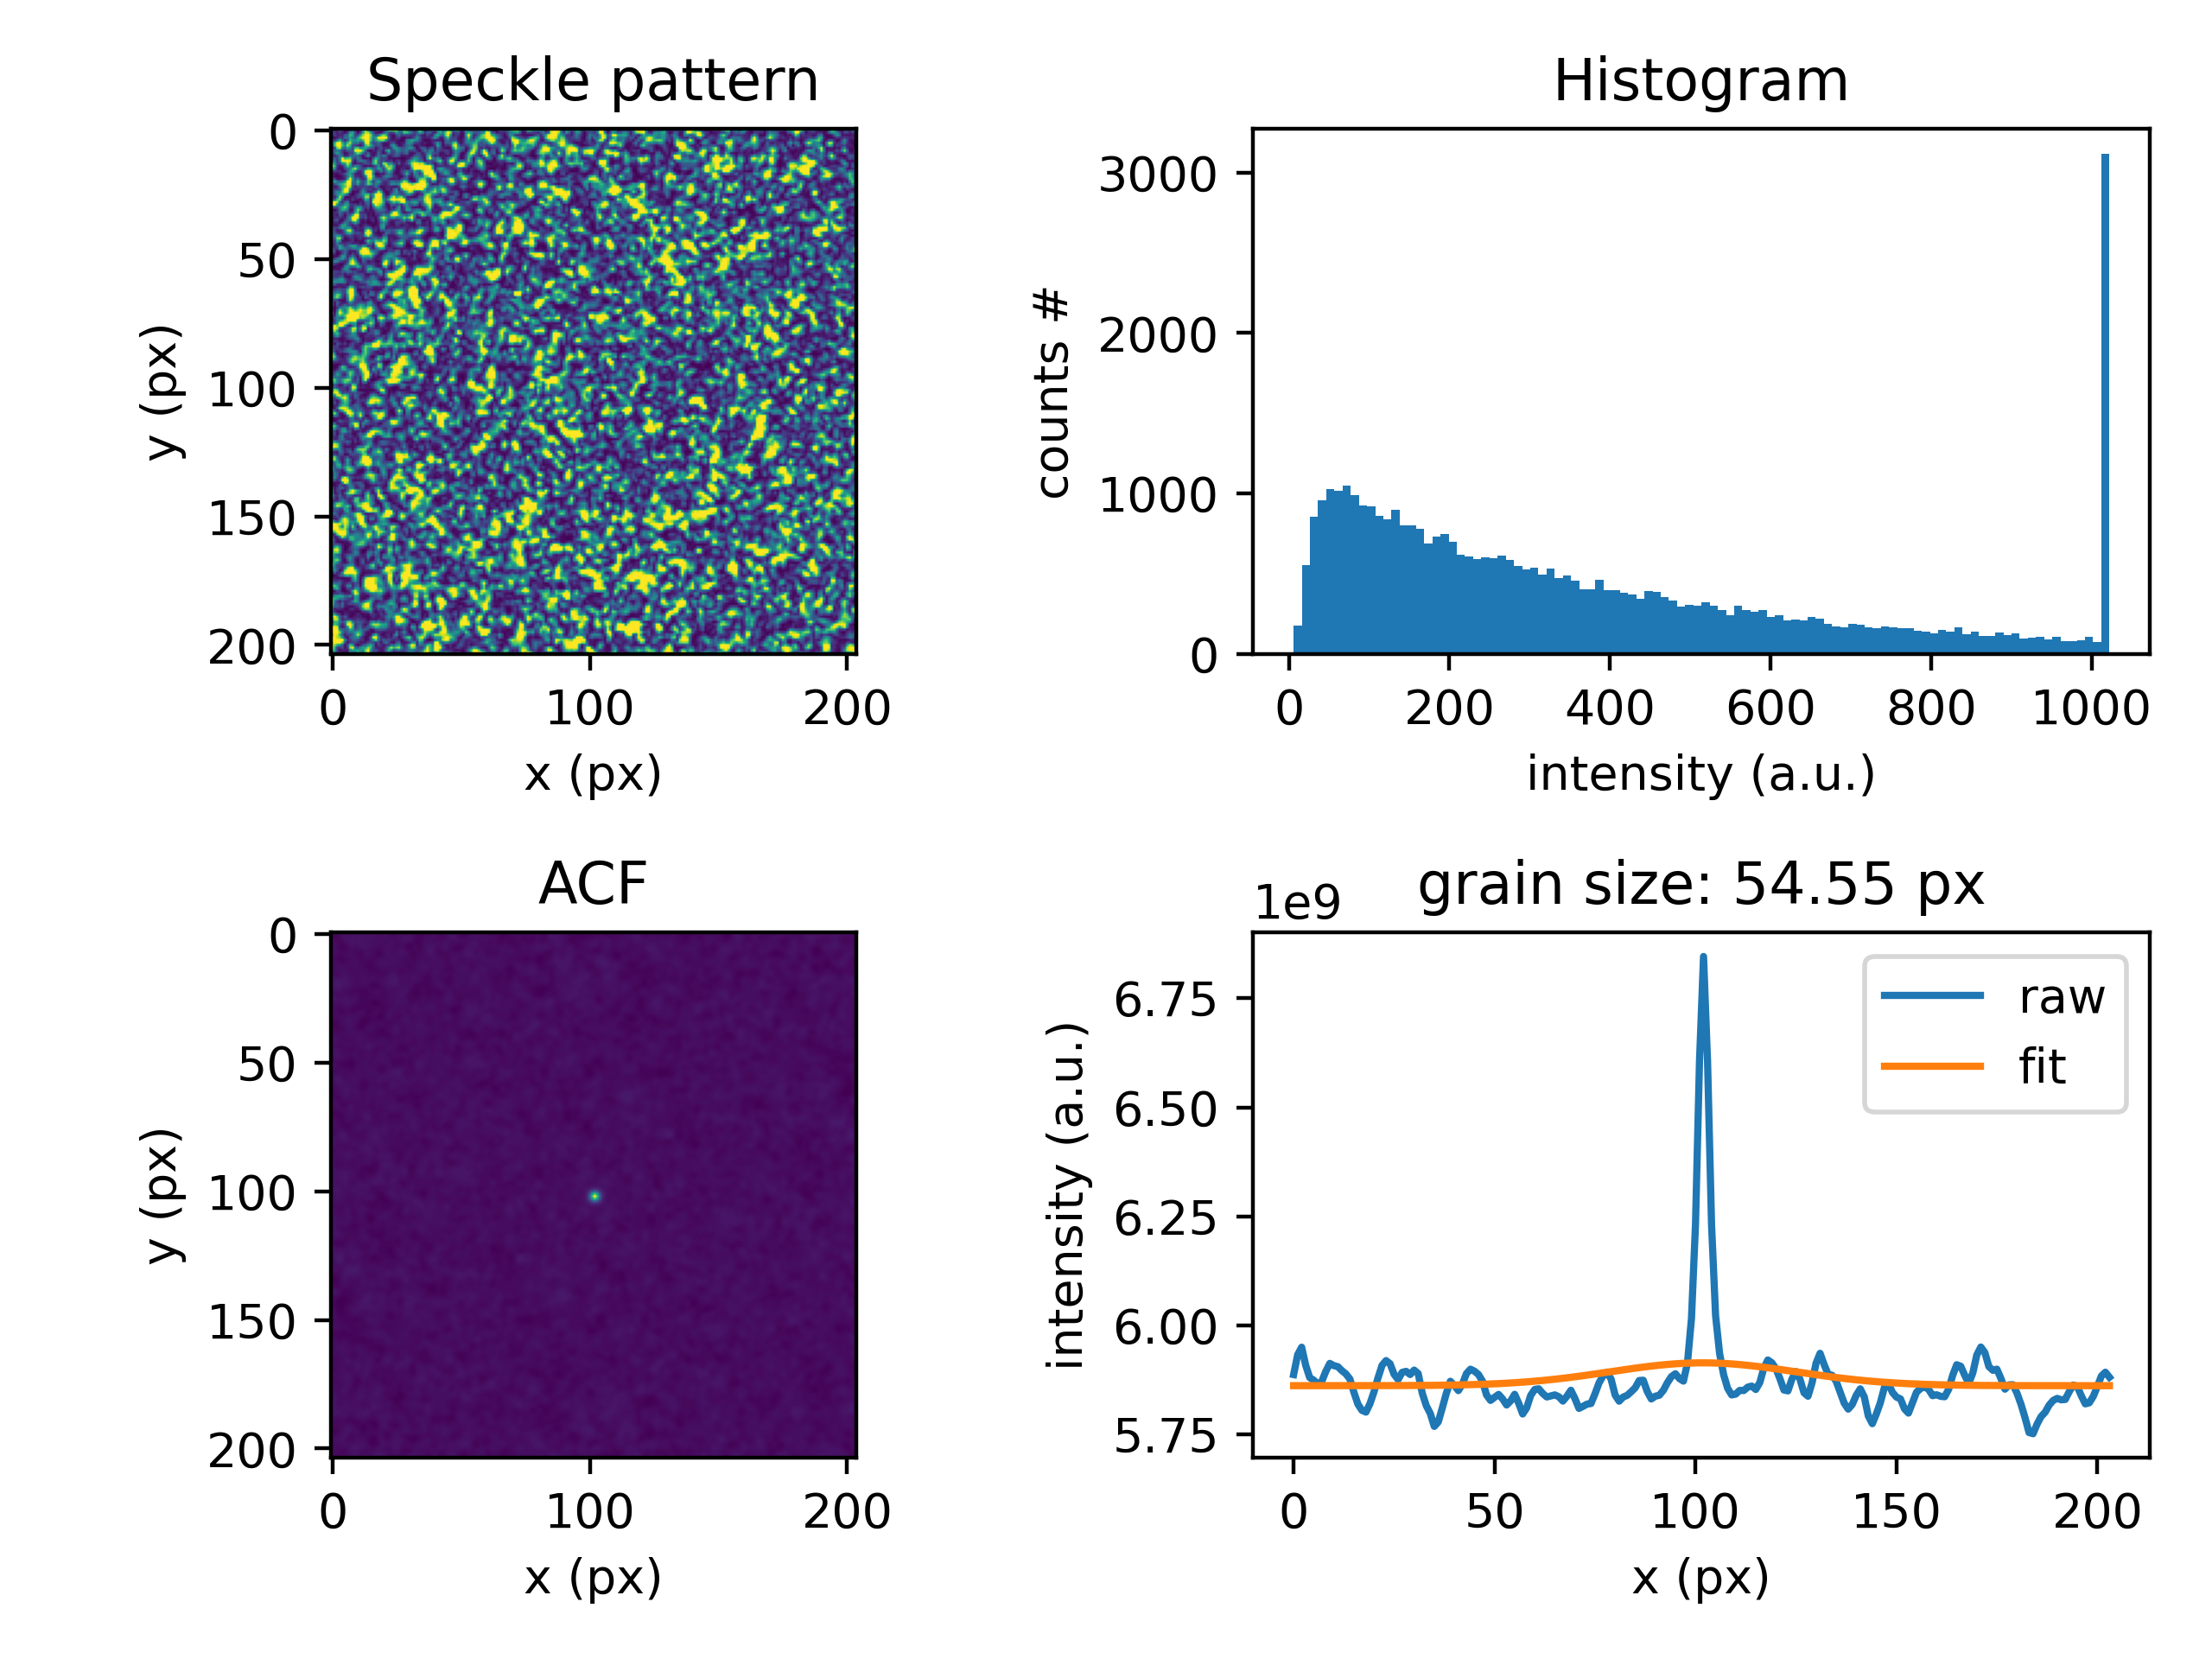 Speckle pattern
0
50
100
150
200
y (px)
0 100 200
x (px)
Histogram
3000
2000
1000
0
counts #
0 200 400 600 800 1000
intensity (a.u.)
ACF
0
50
100
150
200
y (px)
0 100 200
x (px)
grain size: 54.55 px
1e9
6.75
6.50
6.25
6.00
5.75
intensity (a.u.)
raw
fit
0 50 100 150 200
x (px)